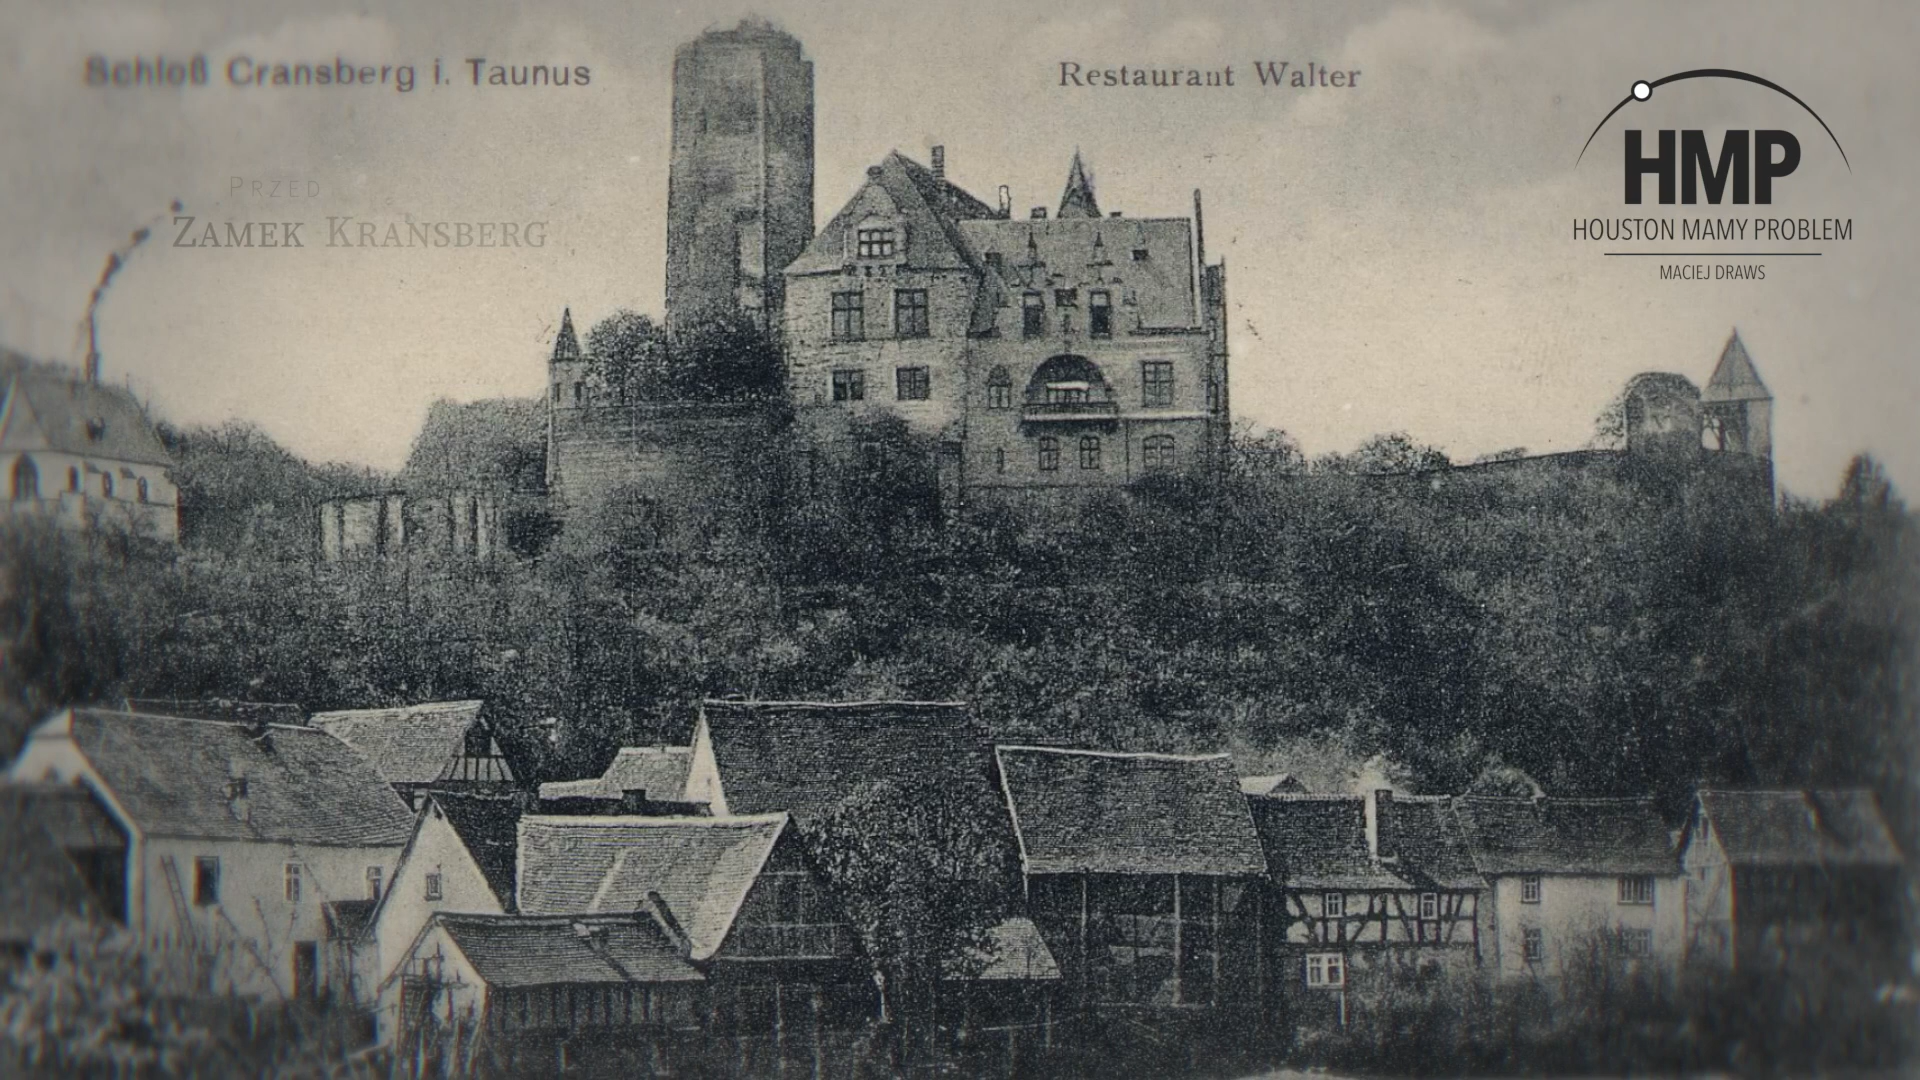 Schloß Cransberg i. Taunus
Restaurant Walter
PRZED
ZAMEK KRANSBERG
HMP
HOUSTON MAMY PROBLEM
MACIEJ DRAWS